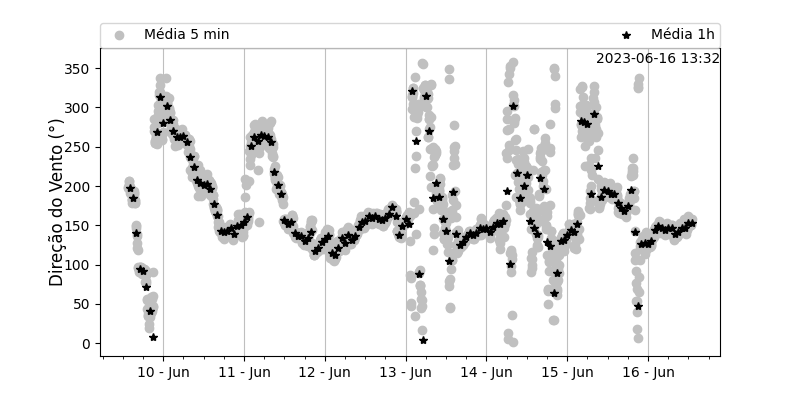 Média 5 min
Média 1h
2023-06-16 13:32
Direção do Vento (°)
350
300
250
200
150
100
50
0
10 - Jun
11 - Jun
12 - Jun
13 - Jun
14 - Jun
15 - Jun
16 - Jun